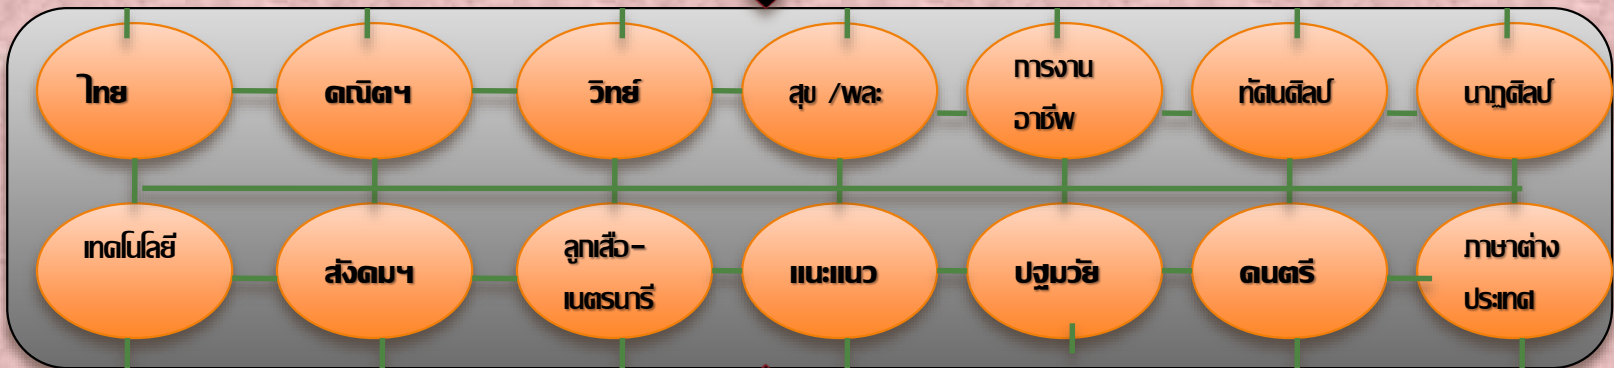 ไทย
คณิตฯ
วิทย์
สุข /พละ
การงาน
อาชีพ
ทัศนศิลป์
นาฏศิลป์
เทคโนโลยี
สังคมฯ
ลูกเสือ-
เนตรนารี
แนะแนว
ปฐมวัย
ดนตรี
ภาษาต่าง
ประเทศ